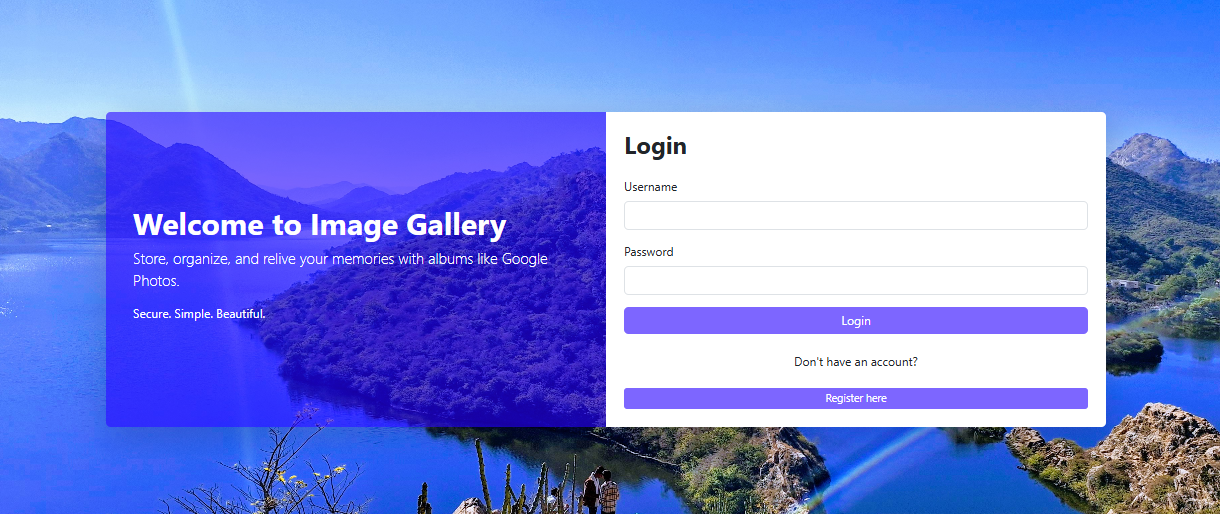 Welcome to Image Gallery
Store, organize, and relive your memories with albums like Google
Photos.
Secure. Simple. Beautiful.
Login
Username
Password
Login
Don't have an account?
Register here